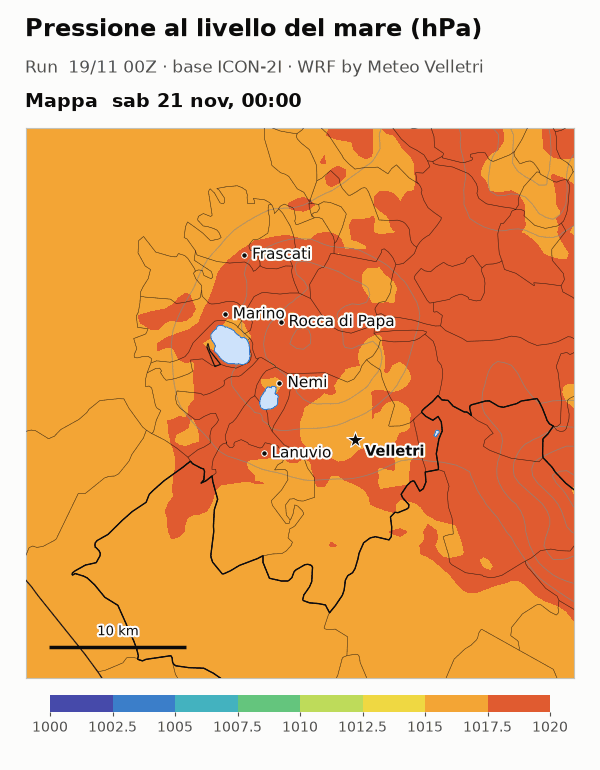 Pressione al livello del mare (hPa)
Run  19/11 00Z · base ICON-2I · WRF by Meteo Velletri
Mappa  sab 21 nov, 00:00
Frascati
Marino
Rocca di Papa
Nemi
Velletri
Lanuvio
10 km
1000 1002.5 1005 1007.5 1010 1012.5 1015 1017.5 1020